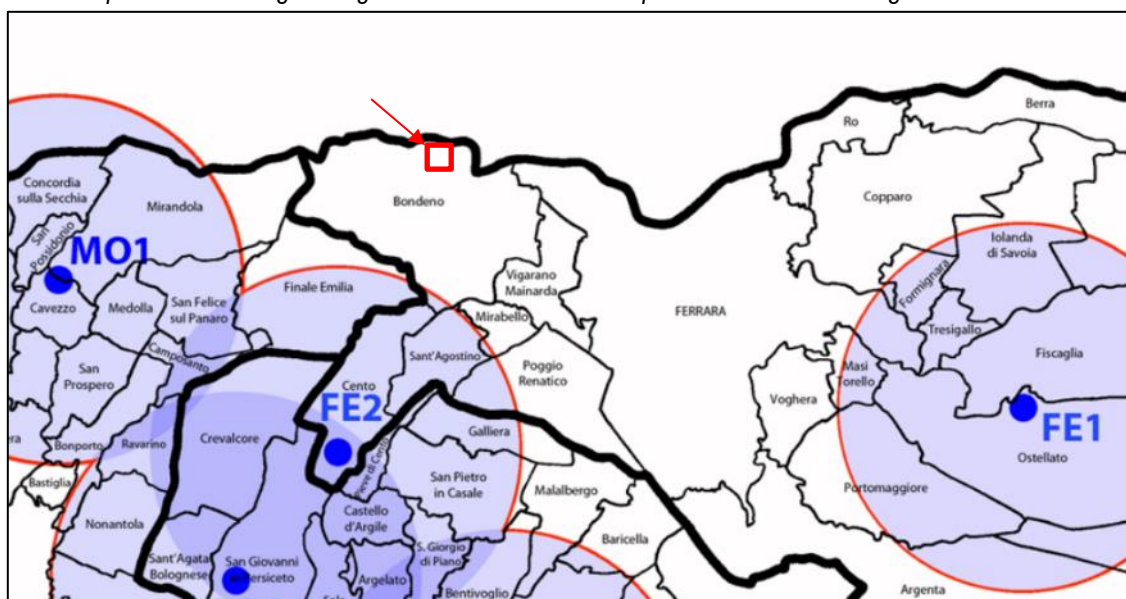 Berra
Ro
Concordia
sulla Secchia
Mirandola
Bondeno
Copparo
San
Possidonio
MO1
Iolanda
di Savoia
Formignara
Vigarano
Mainarda
Finale Emilia
Cavezzo
Medolla
San Felice
sul Panaro
Mirabello
FERRARA
Tresigallo
Camposanto
Sant'Agostino
Fiscaglia
San
Prospero
Poggio
Renatico
Masi
Torello
Cento
FE2
Voghera
FE1
Bonporto
Ravarino
Crevalcore
Pieve di Cento
Galliera
Ostellato
Bastiglia
San Pietro
in Casale
Malalbergo
Portomaggiore
Nonantola
Castello
d'Argile
Baricella
Sant'Agata
Bolognese
San Giovanni
S. Giorgio
di Piano
Argelato
Bentivoglio
Argenta